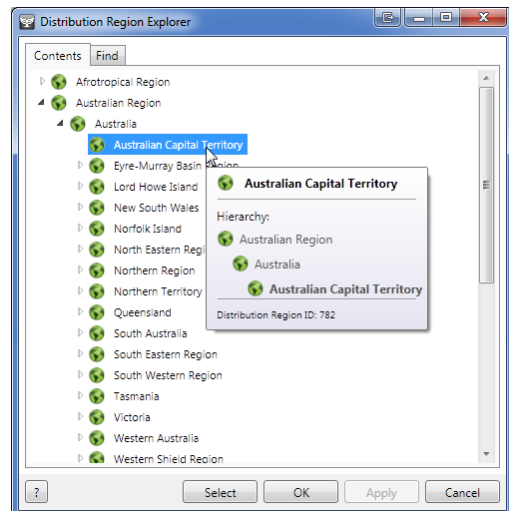 Distribution Region Explorer
Contents Find
Afrotropical Region
Australian Region
Australia
Australian Capital Territory
Eyre-Murray Basin Region
Lord Howe Island
New South Wales
Norfolk Island
North Eastern Regi
Northern Region
Northern Territory
Queensland
South Australia
South Eastern Region
South Western Region
Tasmania
Victoria
Western Australia
Western Shield Region
Australian Capital Territory
Hierarchy:
Australian Region
Australia
Australian Capital Territory
Distribution Region ID: 782
? Select OK Apply Cancel